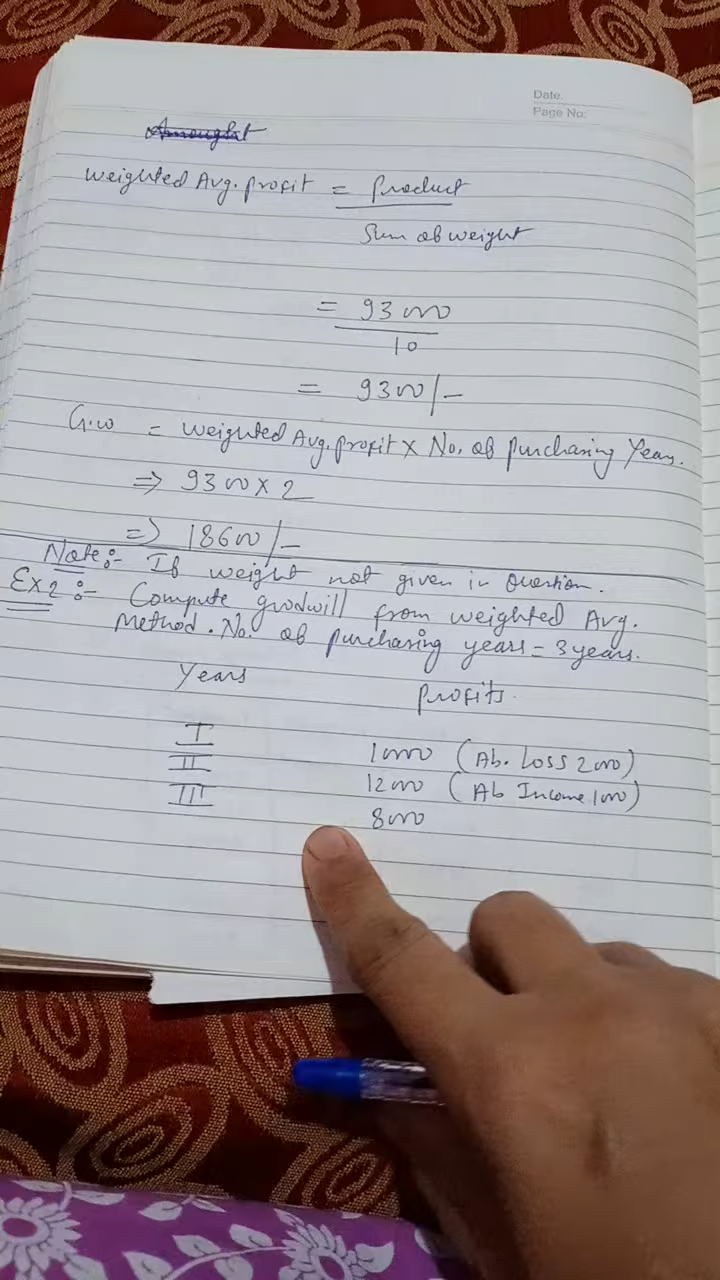 Date.
Page No:
Weighted Avg. profit = Product
Sum of weight
= 93000
10
= 9300/-
G.W = Weighted Avg. profit × No. of purchasing Years.
⇒ 9300 × 2
⇒ 18600/-
Note:- If weight not given in Question.
Ex2:- Compute goodwill from weighted Avg.
Method. No. of purchasing years = 3 years.
Years Profits.
I 10000 (Ab. Loss 2000)
II 12000 (Ab Income 1000)
III 8000